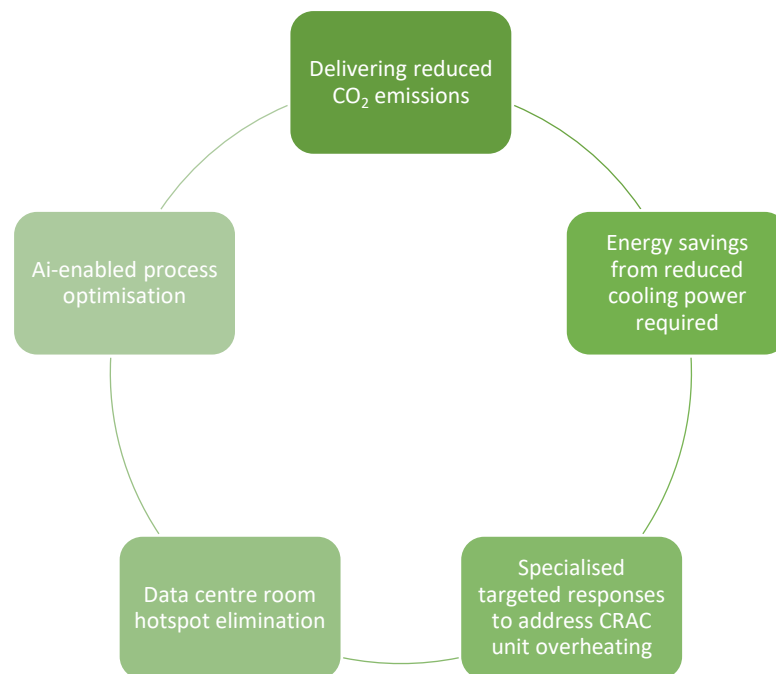 Delivering reduced
CO₂ emissions
Energy savings
from reduced
cooling power
required
Specialised
targeted responses
to address CRAC
unit overheating
Data centre room
hotspot elimination
Ai-enabled process
optimisation